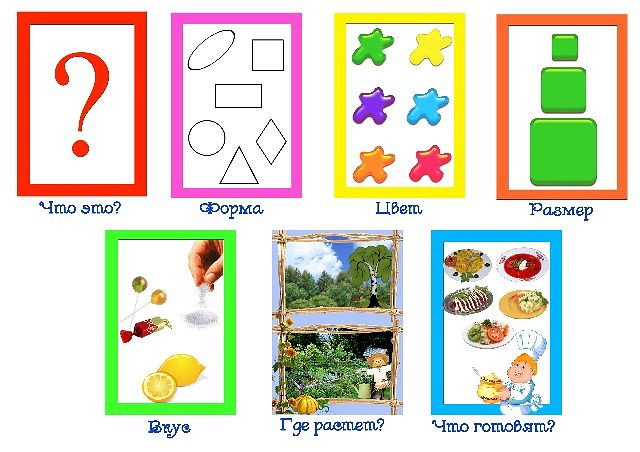 ?
Что это?
Форма
Цвет
Размер
Вкус
Где растет?
Что готовят?